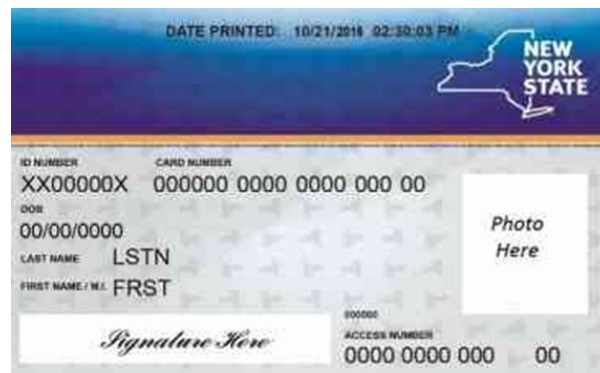 DATE PRINTED: 10/21/2016 02:30:03 PM
NEW
YORK
STATE
ID NUMBER CARD NUMBER
XX00000X 000000 0000 0000 000 00
DOB
00/00/0000
LAST NAME LSTN
FIRST NAME / M.I. FRST
Photo
Here
Signature Here
000000
ACCESS NUMBER
0000 0000 000 00